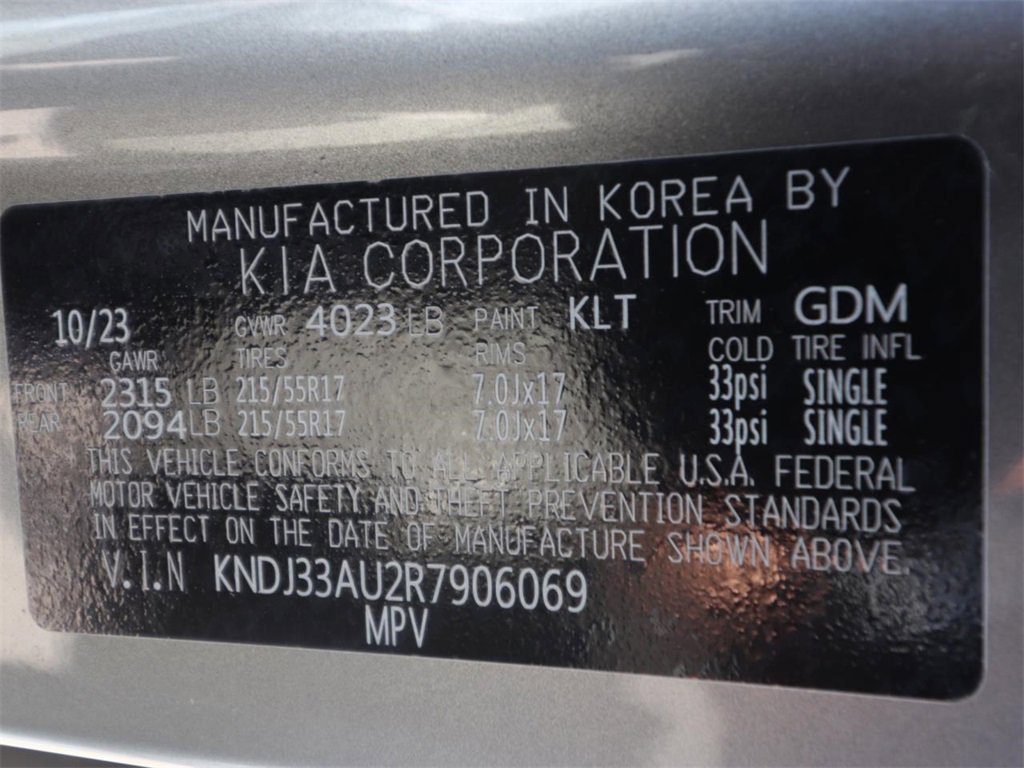 MANUFACTURED IN KOREA BY
KIA CORPORATION
10/23 GVWR 4023 LB PAINT KLT TRIM GDM
GAWR TIRES RIMS COLD TIRE INFL
FRONT 2315 LB 215/55R17 7.0Jx17 33psi SINGLE
REAR 2094 LB 215/55R17 7.0Jx17 33psi SINGLE
THIS VEHICLE CONFORMS TO ALL APPLICABLE U.S.A. FEDERAL
MOTOR VEHICLE SAFETY AND THEFT PREVENTION STANDARDS
IN EFFECT ON THE DATE OF MANUFACTURE SHOWN ABOVE.
V.I.N KNDJ33AU2R7906069
MPV